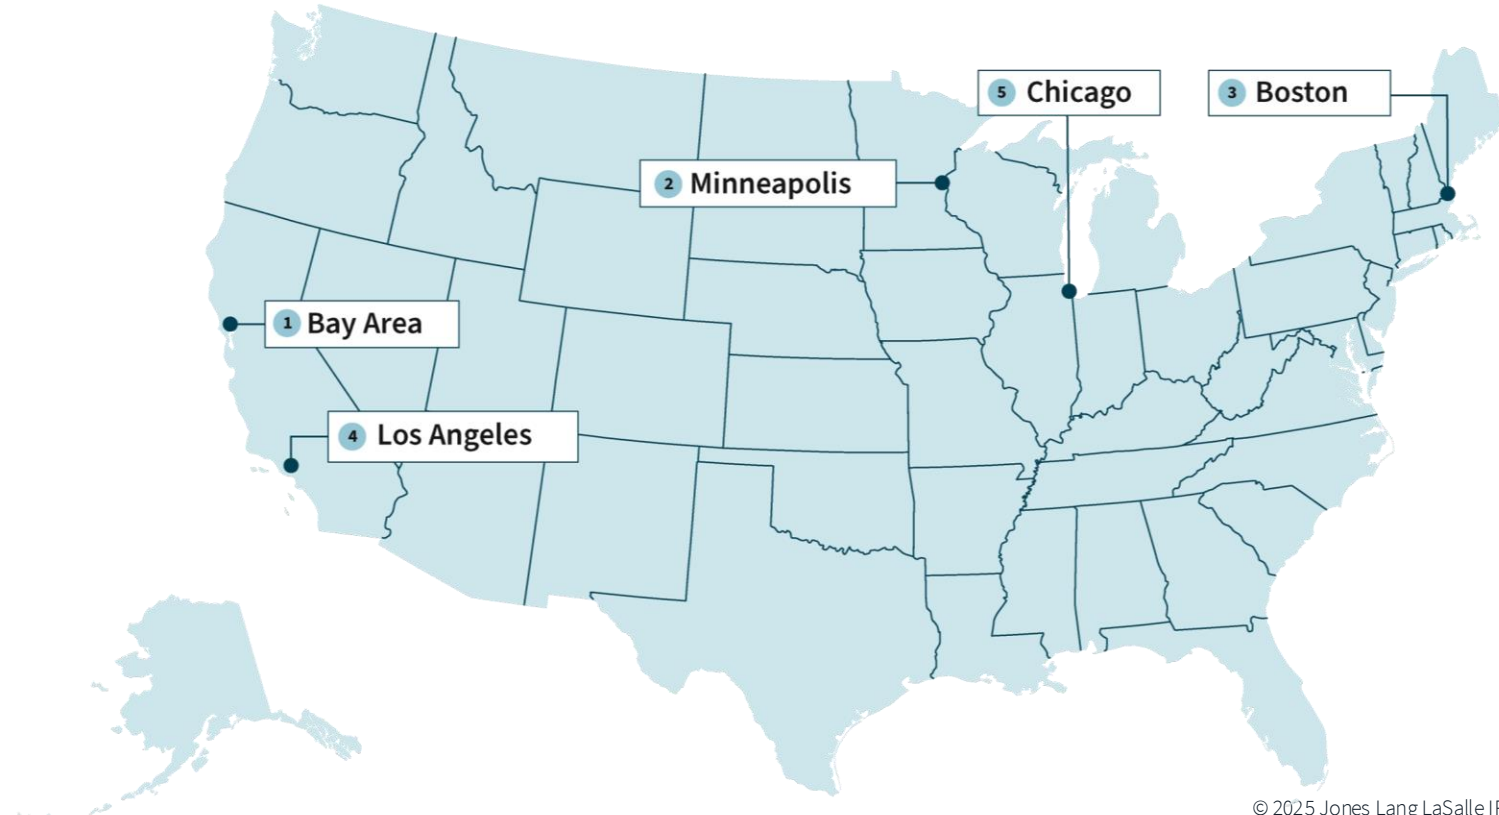 5 Chicago
3 Boston
2 Minneapolis
1 Bay Area
4 Los Angeles
© 2025 Jones Lang LaSalle